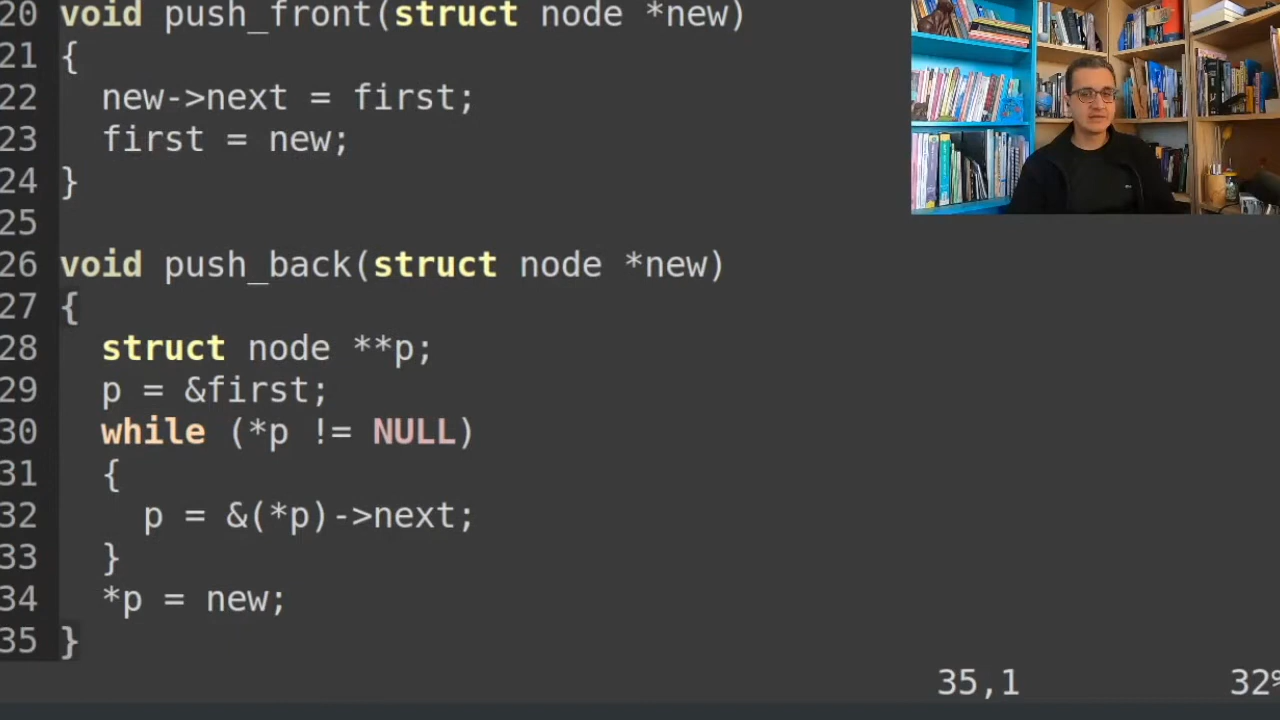 20 void push_front(struct node *new)
21 {
22   new->next = first;
23   first = new;
24 }
25
26 void push_back(struct node *new)
27 {
28   struct node **p;
29   p = &first;
30   while (*p != NULL)
31   {
32     p = &(*p)->next;
33   }
34   *p = new;
35 }
35,1 32%